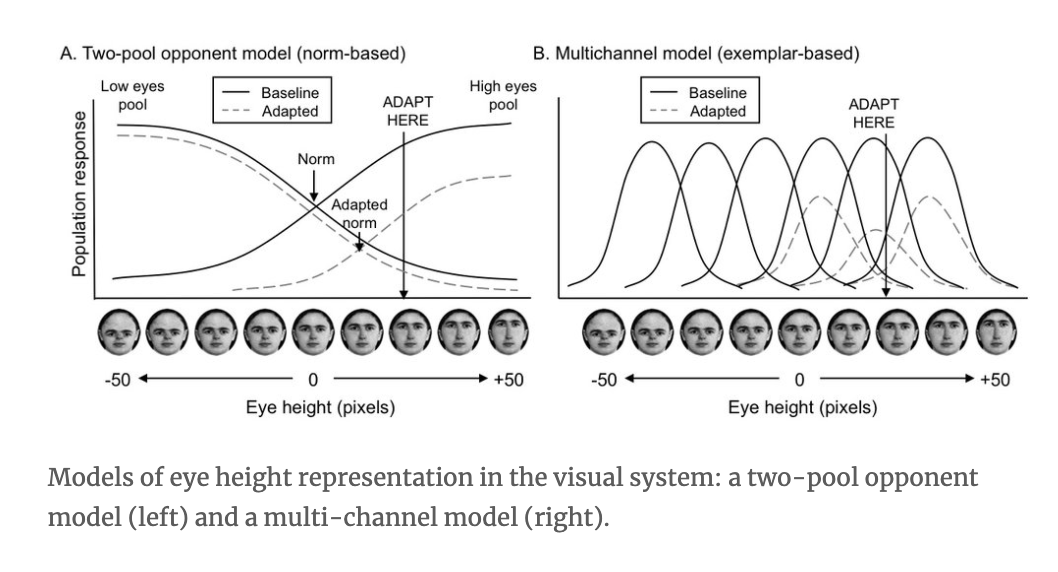 A. Two-pool opponent model (norm-based)
Low eyes
pool
Baseline
Adapted
ADAPT
HERE
High eyes
pool
Norm
Adapted
norm
Population response
-50
0
+50
Eye height (pixels)
B. Multichannel model (exemplar-based)
Baseline
Adapted
ADAPT
HERE
-50
0
+50
Eye height (pixels)
Models of eye height representation in the visual system: a two-pool opponent
model (left) and a multi-channel model (right).